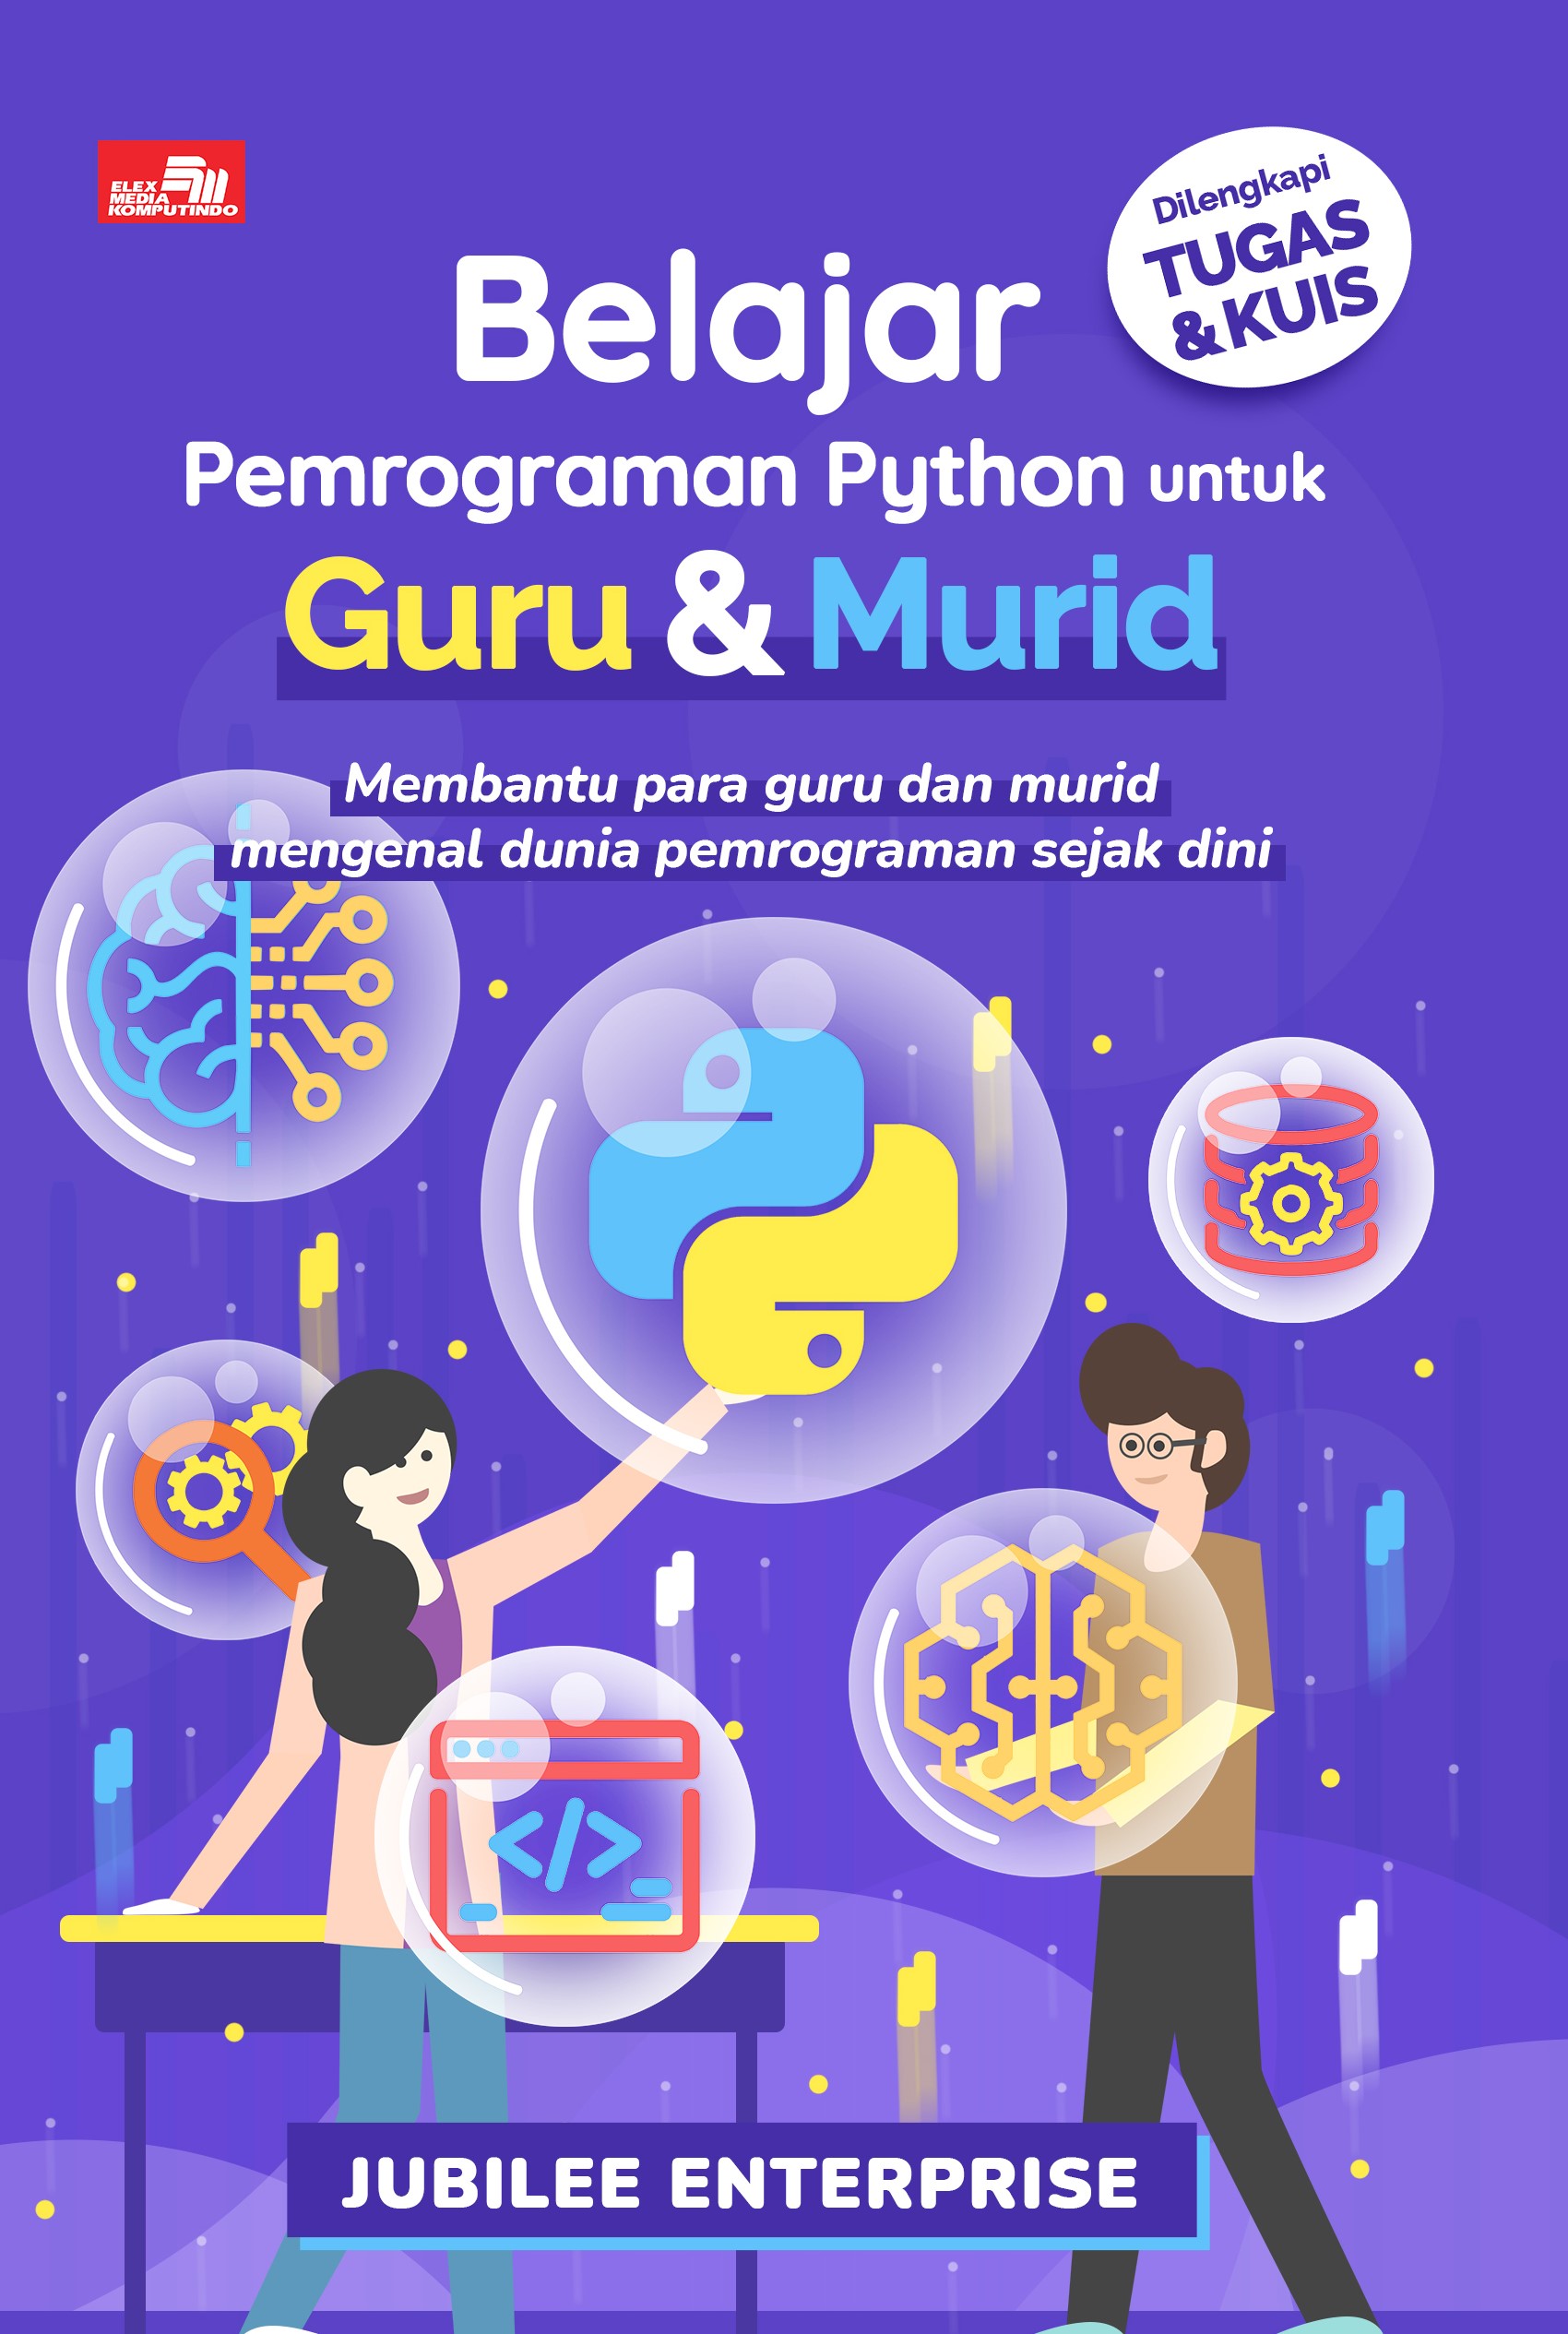 ELEX
MEDIA
KOMPUTINDO
Dilengkapi
TUGAS
& KUIS
Belajar
Pemrograman Python untuk
Guru & Murid
Membantu para guru dan murid
mengenal dunia pemrograman sejak dini
</>
JUBILEE ENTERPRISE